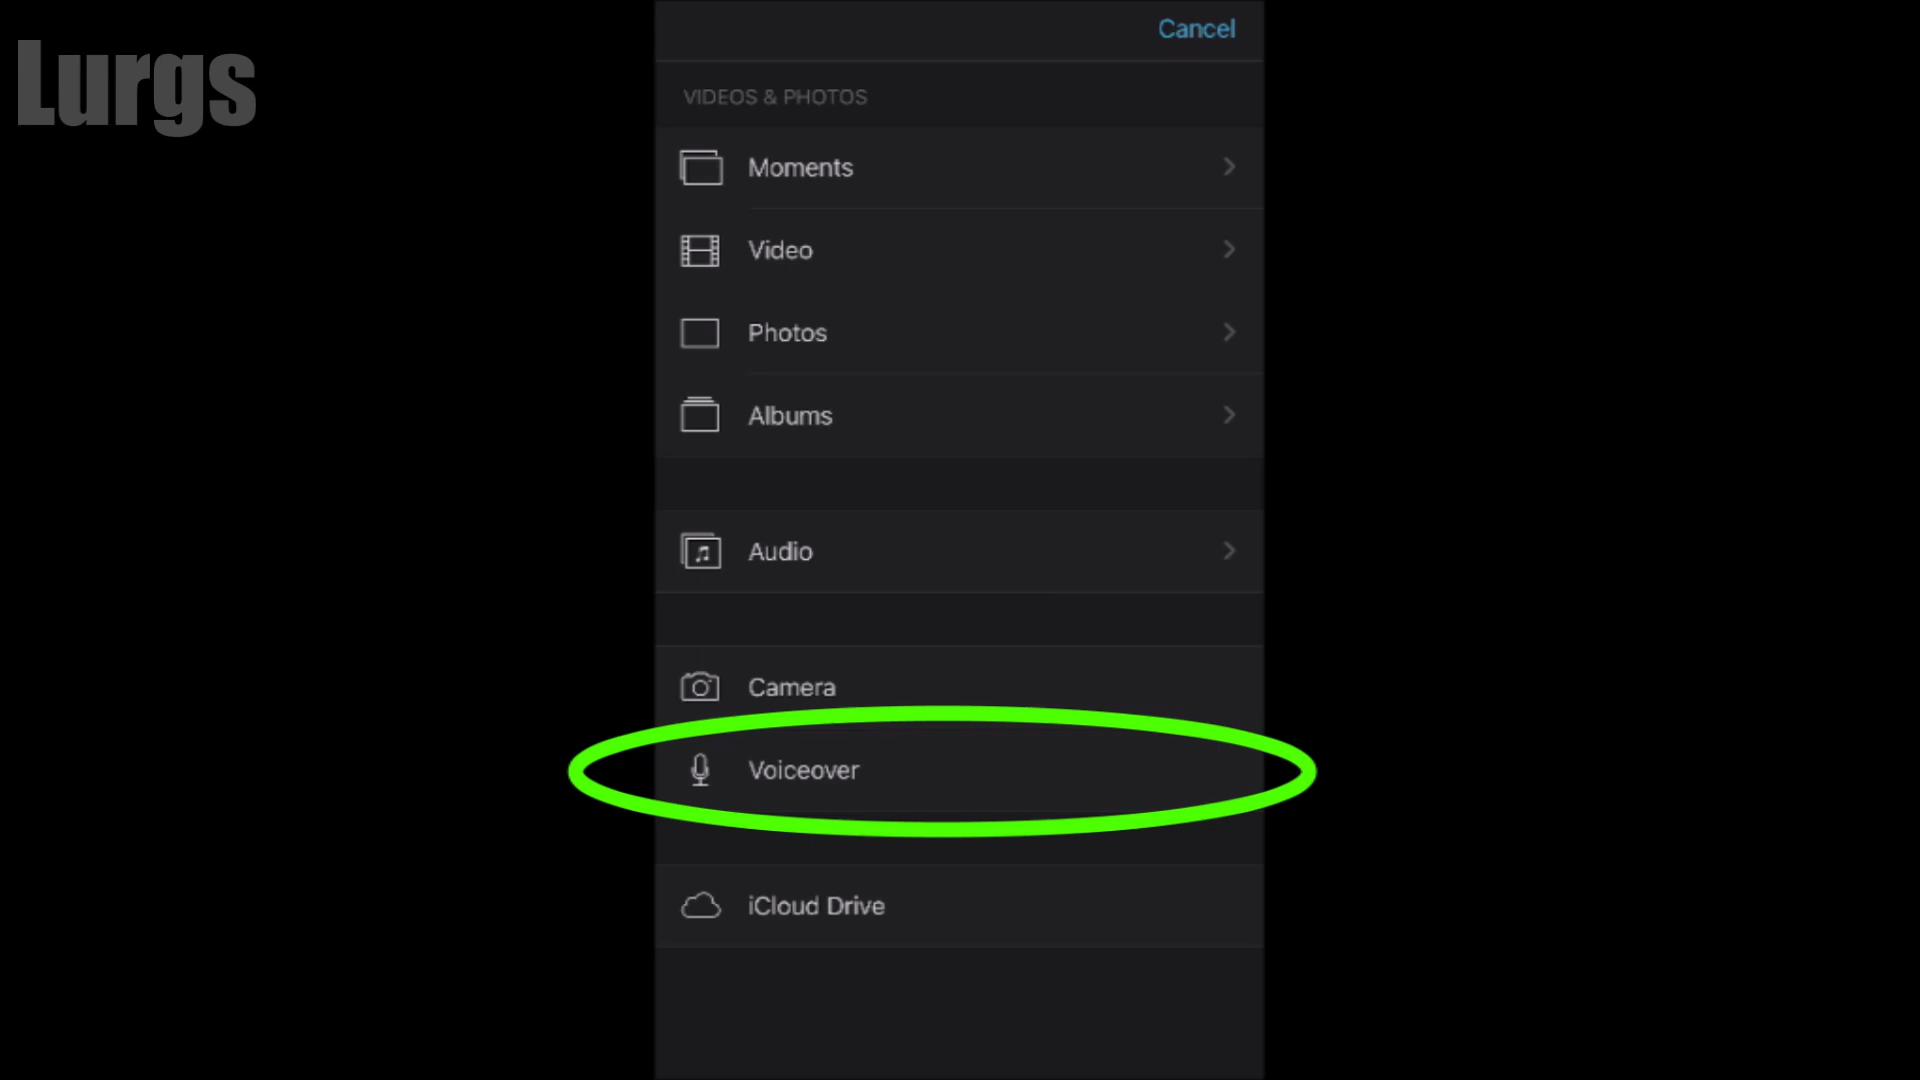 Lurgs
Cancel
VIDEOS & PHOTOS
Moments
Video
Photos
Albums
Audio
Camera
Voiceover
iCloud Drive